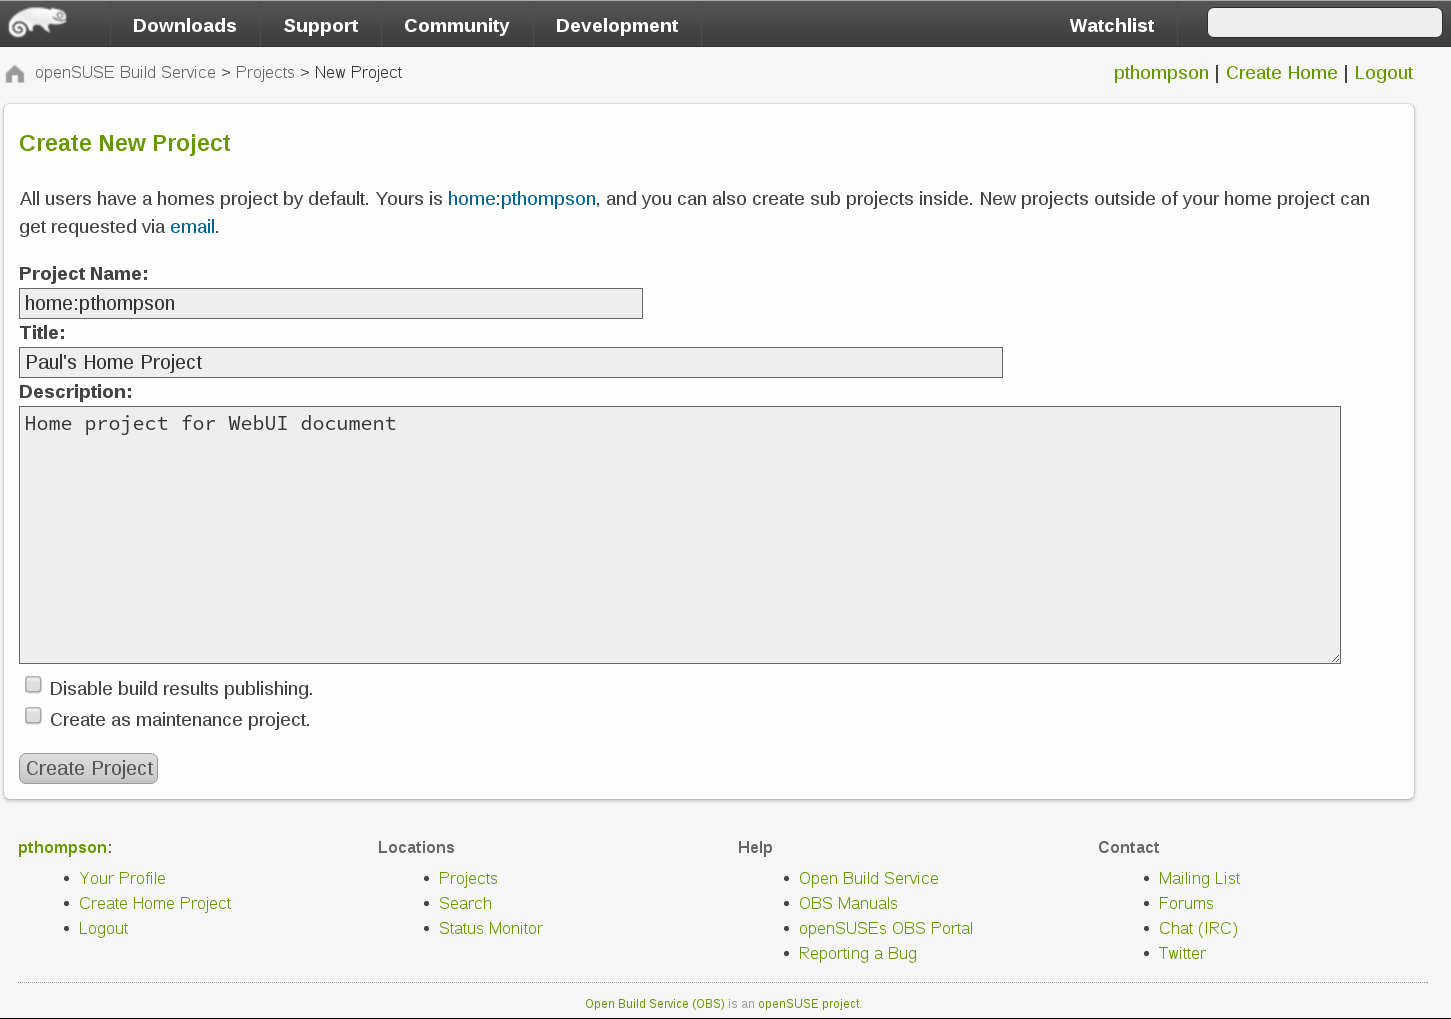 Downloads Support Community Development Watchlist
openSUSE Build Service > Projects > New Project pthompson | Create Home | Logout
Create New Project
All users have a homes project by default. Yours is home:pthompson, and you can also create sub projects inside. New projects outside of your home project can
get requested via email.
Project Name:
home:pthompson
Title:
Paul's Home Project
Description:
Home project for WebUI document
Disable build results publishing.
Create as maintenance project.
Create Project
pthompson: Locations Help Contact
• Your Profile • Projects • Open Build Service • Mailing List
• Create Home Project • Search • OBS Manuals • Forums
• Logout • Status Monitor • openSUSEs OBS Portal • Chat (IRC)
• Reporting a Bug • Twitter
Open Build Service (OBS) is an openSUSE project.